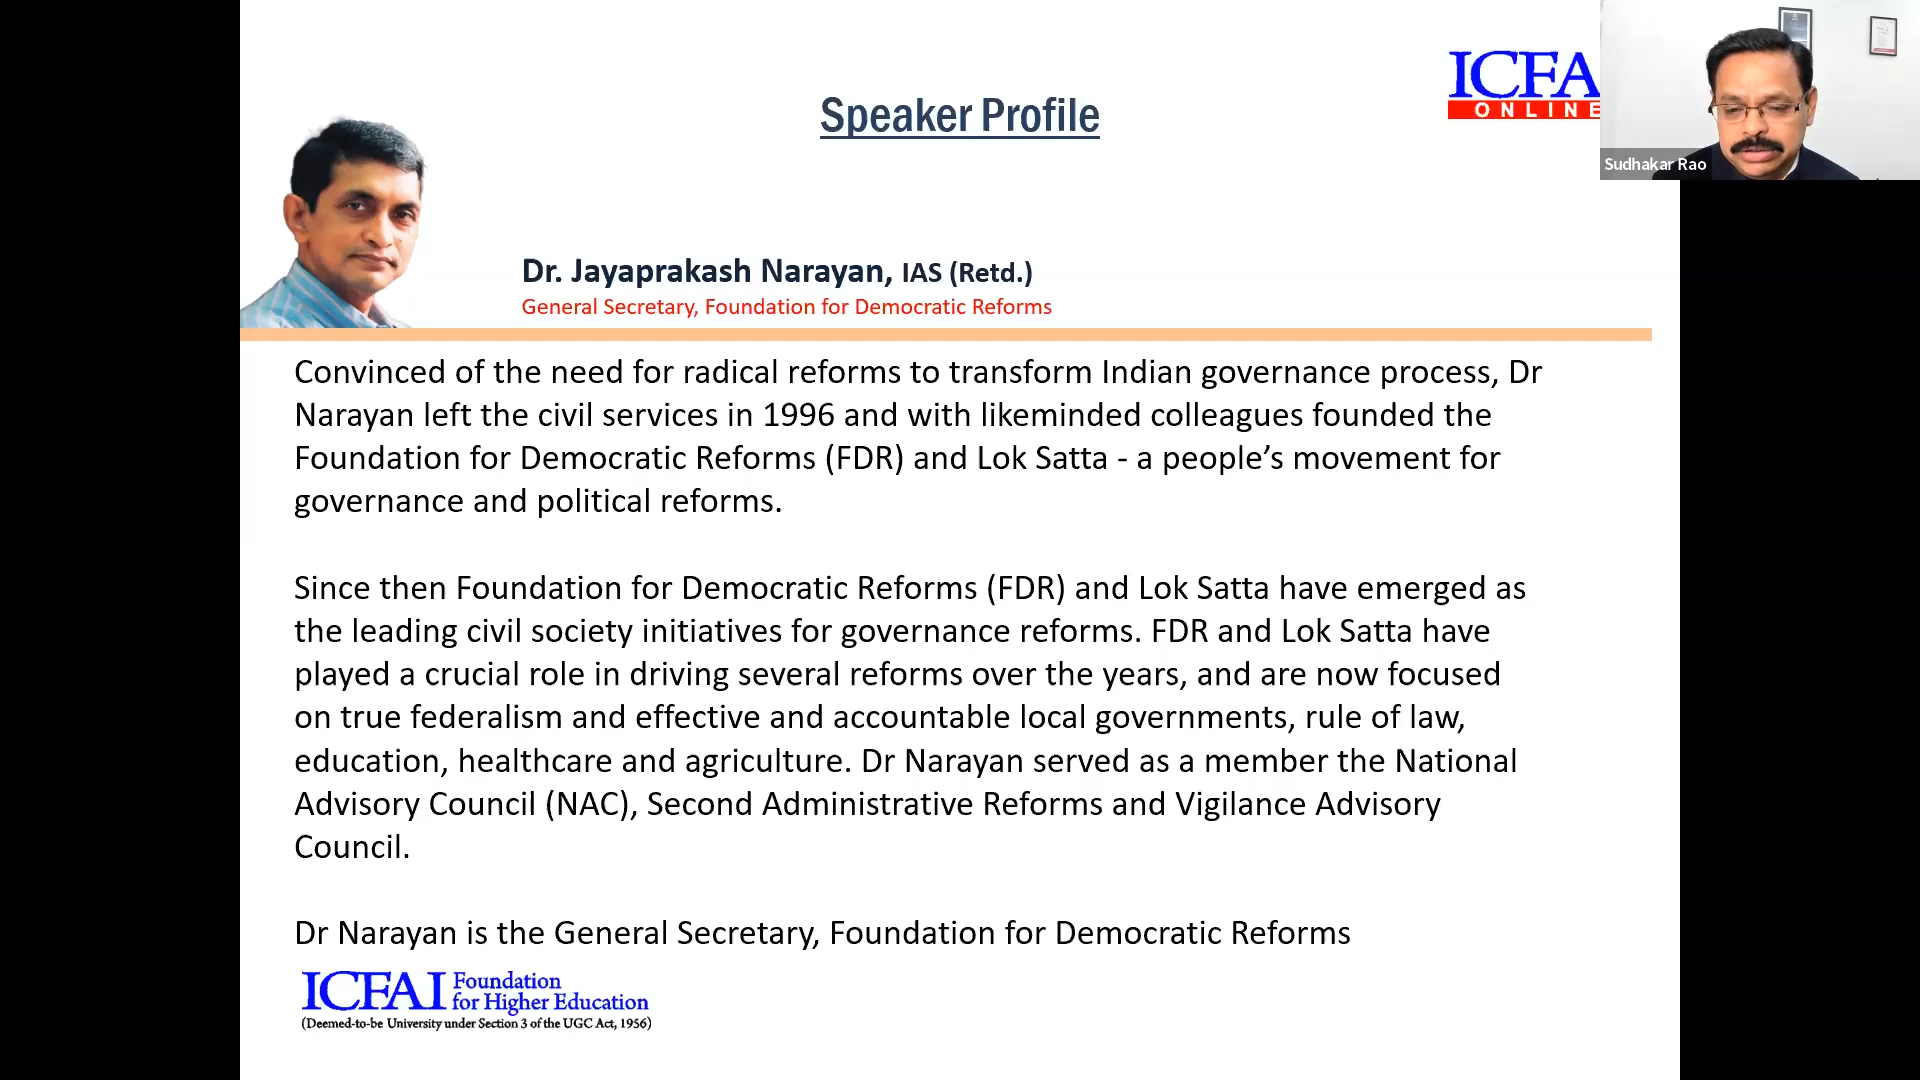 Speaker Profile
ICFA
ONLINE
Sudhakar Rao
Dr. Jayaprakash Narayan, IAS (Retd.)
General Secretary, Foundation for Democratic Reforms
Convinced of the need for radical reforms to transform Indian governance process, Dr
Narayan left the civil services in 1996 and with likeminded colleagues founded the
Foundation for Democratic Reforms (FDR) and Lok Satta - a people’s movement for
governance and political reforms.
Since then Foundation for Democratic Reforms (FDR) and Lok Satta have emerged as
the leading civil society initiatives for governance reforms. FDR and Lok Satta have
played a crucial role in driving several reforms over the years, and are now focused
on true federalism and effective and accountable local governments, rule of law,
education, healthcare and agriculture. Dr Narayan served as a member the National
Advisory Council (NAC), Second Administrative Reforms and Vigilance Advisory
Council.
Dr Narayan is the General Secretary, Foundation for Democratic Reforms
ICFAI Foundation
for Higher Education
(Deemed-to-be University under Section 3 of the UGC Act, 1956)